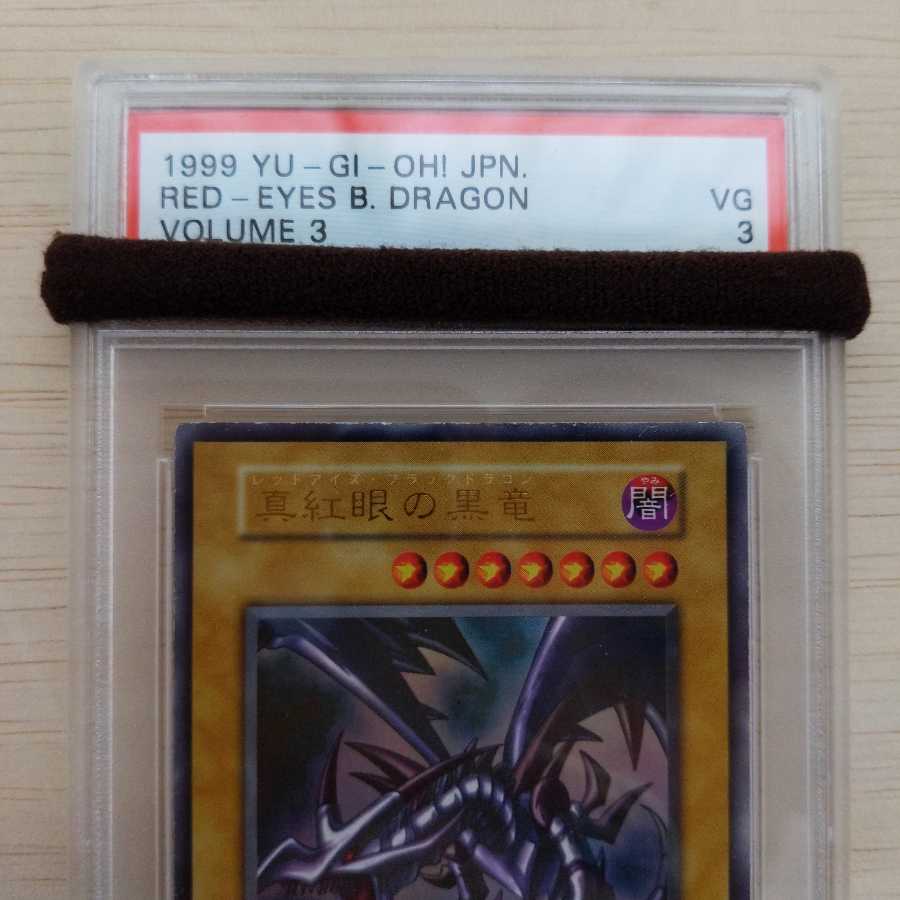 1999 YU-GI-OH! JPN.
RED-EYES B. DRAGON VG
VOLUME 3 3
レッドアイズ・ブラックドラゴン
真紅眼の黒竜
やみ
闇